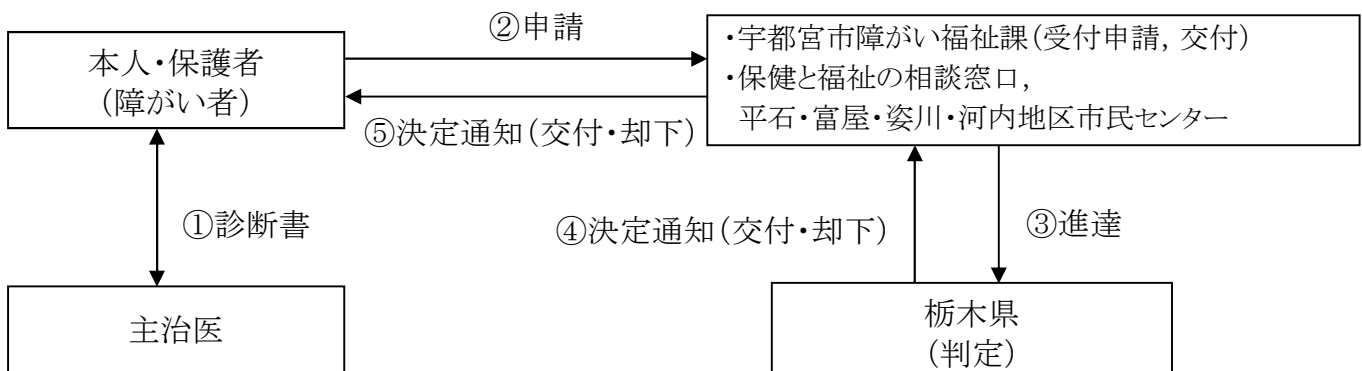 ②申請
・宇都宮市障がい福祉課(受付申請, 交付)
・保健と福祉の相談窓口,
平石・富屋・姿川・河内地区市民センター
本人・保護者
(障がい者)
⑤決定通知(交付・却下)
①診断書
④決定通知(交付・却下)
③進達
主治医
栃木県
(判定)